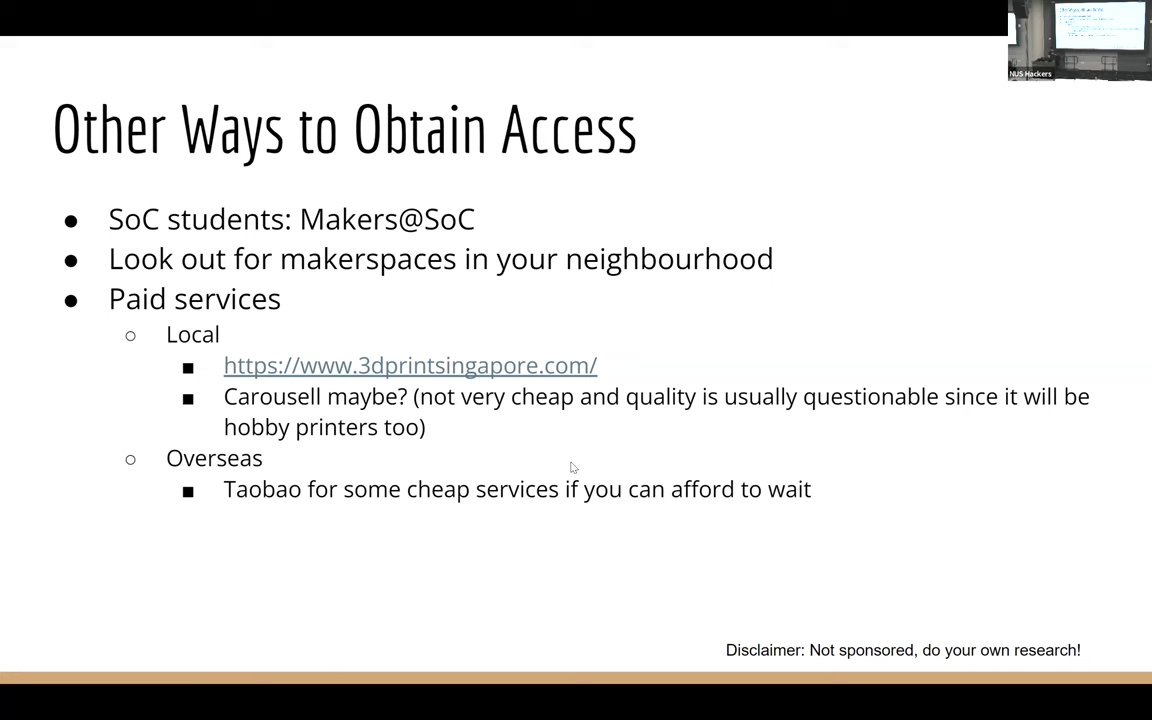 NUS Hackers
Other Ways to Obtain Access
● SoC students: Makers@SoC
● Look out for makerspaces in your neighbourhood
● Paid services
○ Local
■ https://www.3dprintsingapore.com/
■ Carousell maybe? (not very cheap and quality is usually questionable since it will be
hobby printers too)
○ Overseas
■ Taobao for some cheap services if you can afford to wait
Disclaimer: Not sponsored, do your own research!